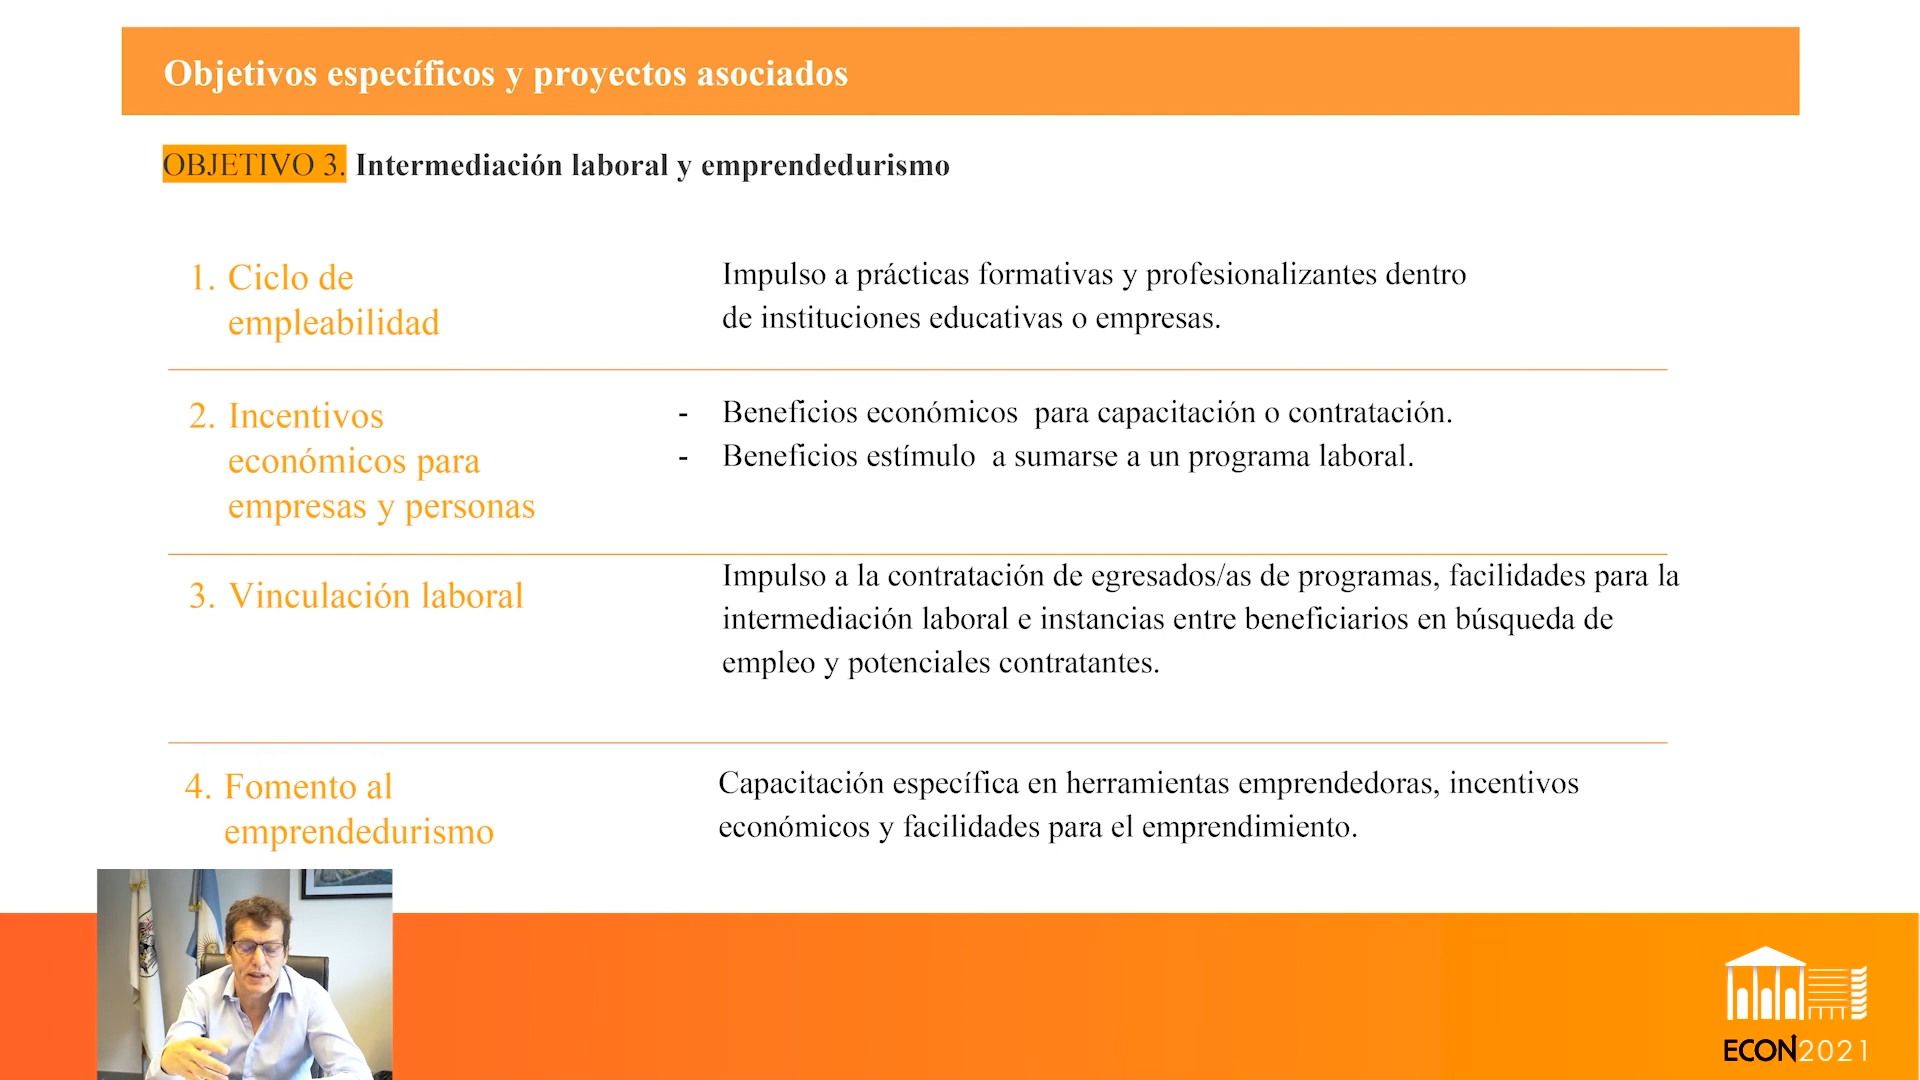 Objetivos específicos y proyectos asociados
OBJETIVO 3. Intermediación laboral y emprendedurismo
1. Ciclo de
empleabilidad
Impulso a prácticas formativas y profesionalizantes dentro
de instituciones educativas o empresas.
2. Incentivos
económicos para
empresas y personas
- Beneficios económicos para capacitación o contratación.
- Beneficios estímulo a sumarse a un programa laboral.
3. Vinculación laboral
Impulso a la contratación de egresados/as de programas, facilidades para la
intermediación laboral e instancias entre beneficiarios en búsqueda de
empleo y potenciales contratantes.
4. Fomento al
emprendedurismo
Capacitación específica en herramientas emprendedoras, incentivos
económicos y facilidades para el emprendimiento.
ECON2021